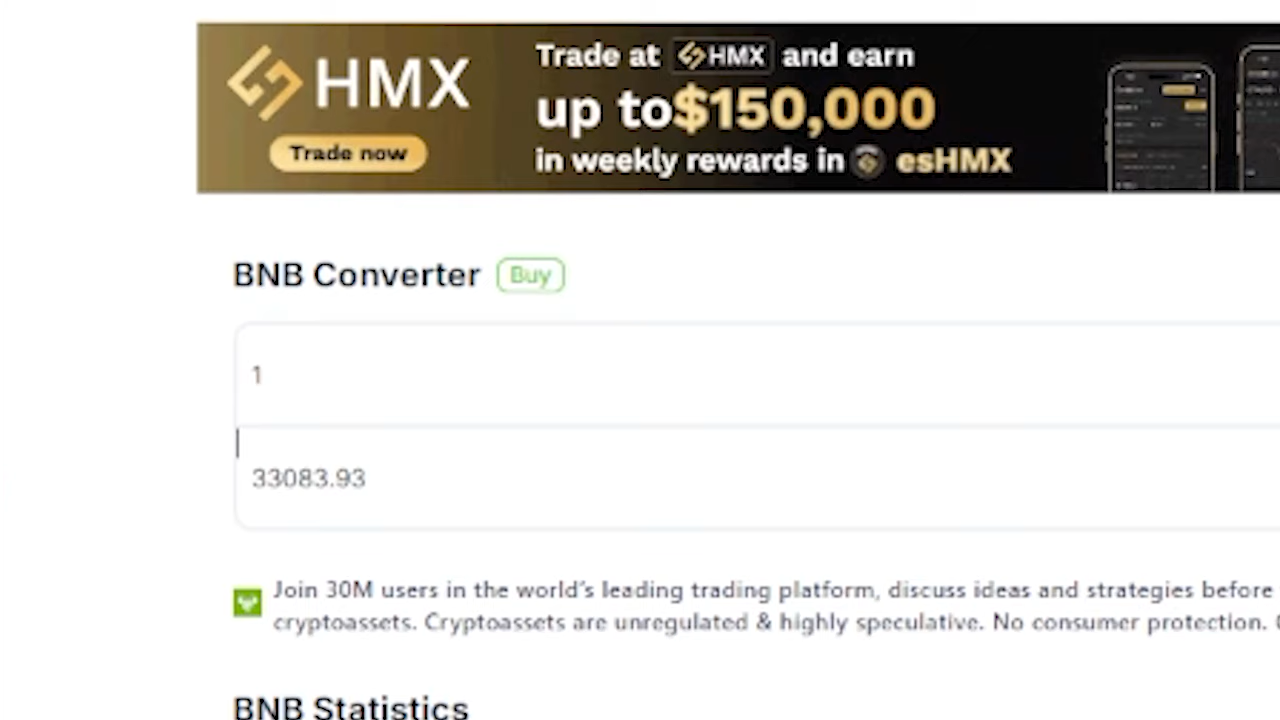 HMX
Trade now
Trade at HMX and earn
up to $150,000
in weekly rewards in esHMX
BNB Converter Buy
1
33083.93
Join 30M users in the world's leading trading platform, discuss ideas and strategies before
cryptoassets. Cryptoassets are unregulated & highly speculative. No consumer protection.
BNB Statistics